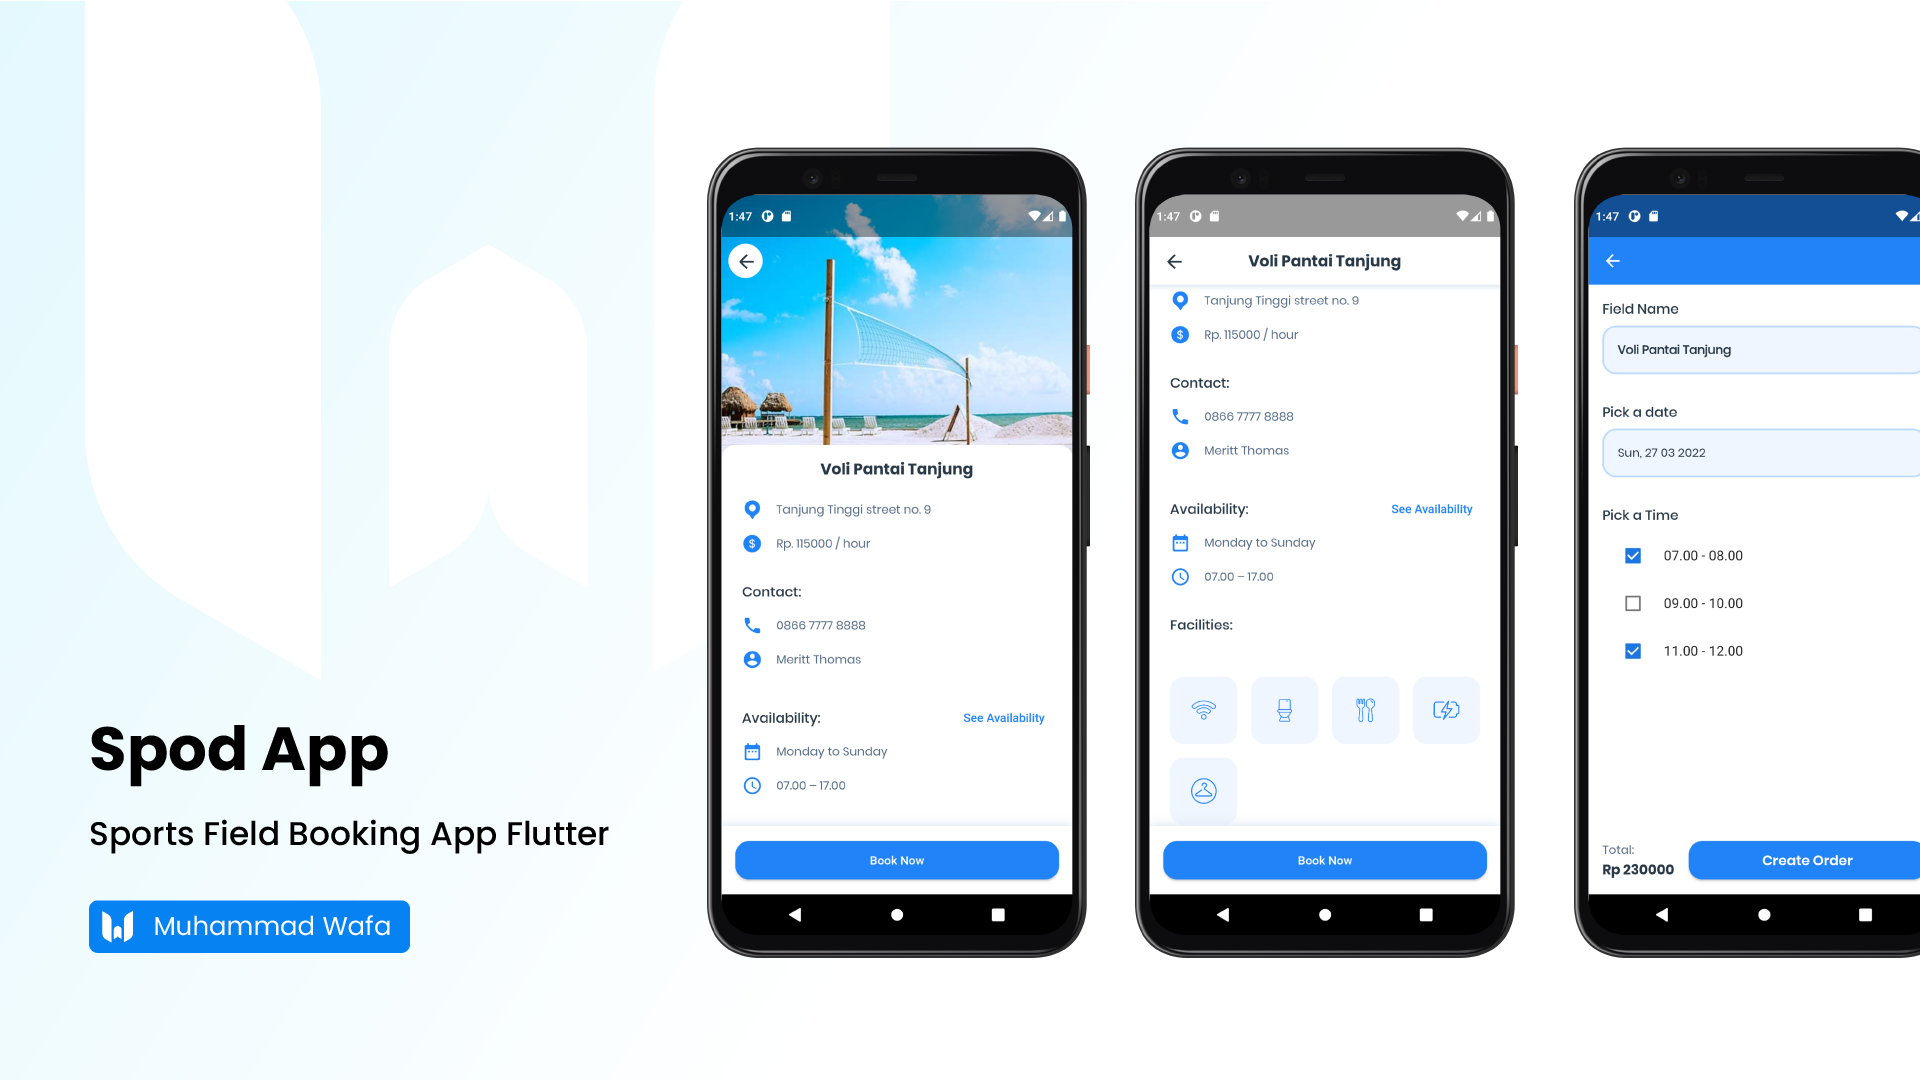 Spod App
Sports Field Booking App Flutter
Muhammad Wafa
1:47
Voli Pantai Tanjung
Tanjung Tinggi street no. 9
Rp. 115000 / hour
Contact:
0866 7777 8888
Meritt Thomas
Availability: See Availability
Monday to Sunday
07.00 – 17.00
Book Now
1:47
Voli Pantai Tanjung
Tanjung Tinggi street no. 9
Rp. 115000 / hour
Contact:
0866 7777 8888
Meritt Thomas
Availability: See Availability
Monday to Sunday
07.00 – 17.00
Facilities:
Book Now
1:47
Field Name
Voli Pantai Tanjung
Pick a date
Sun, 27 03 2022
Pick a Time
07.00 - 08.00
09.00 - 10.00
11.00 - 12.00
Total:
Rp 230000
Create Order